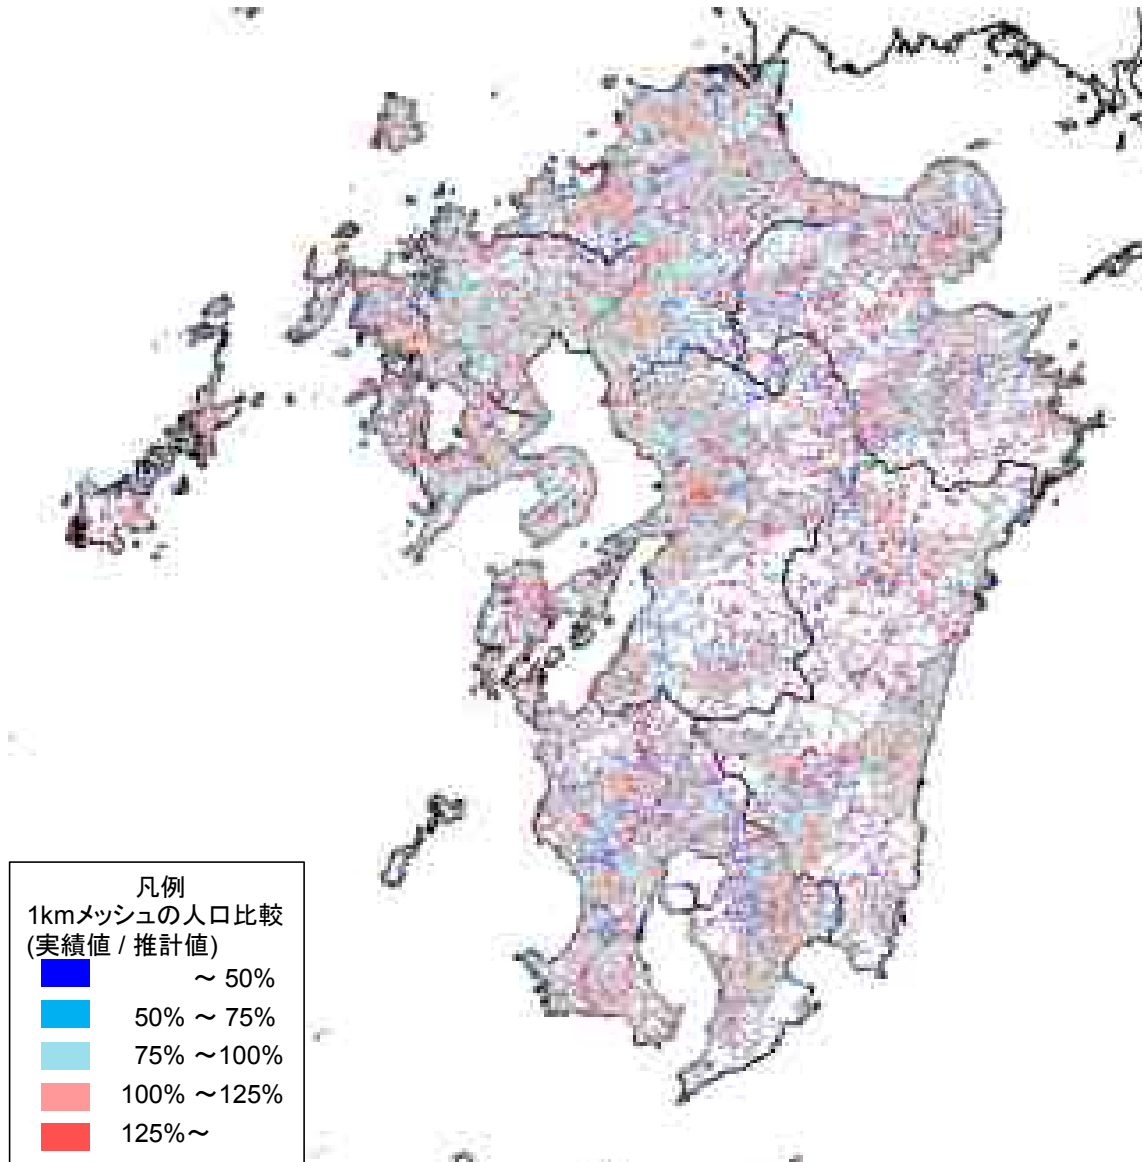 凡例
1kmメッシュの人口比較
(実績値 / 推計値)
～ 50%
50% ～ 75%
75% ～100%
100% ～125%
125%～